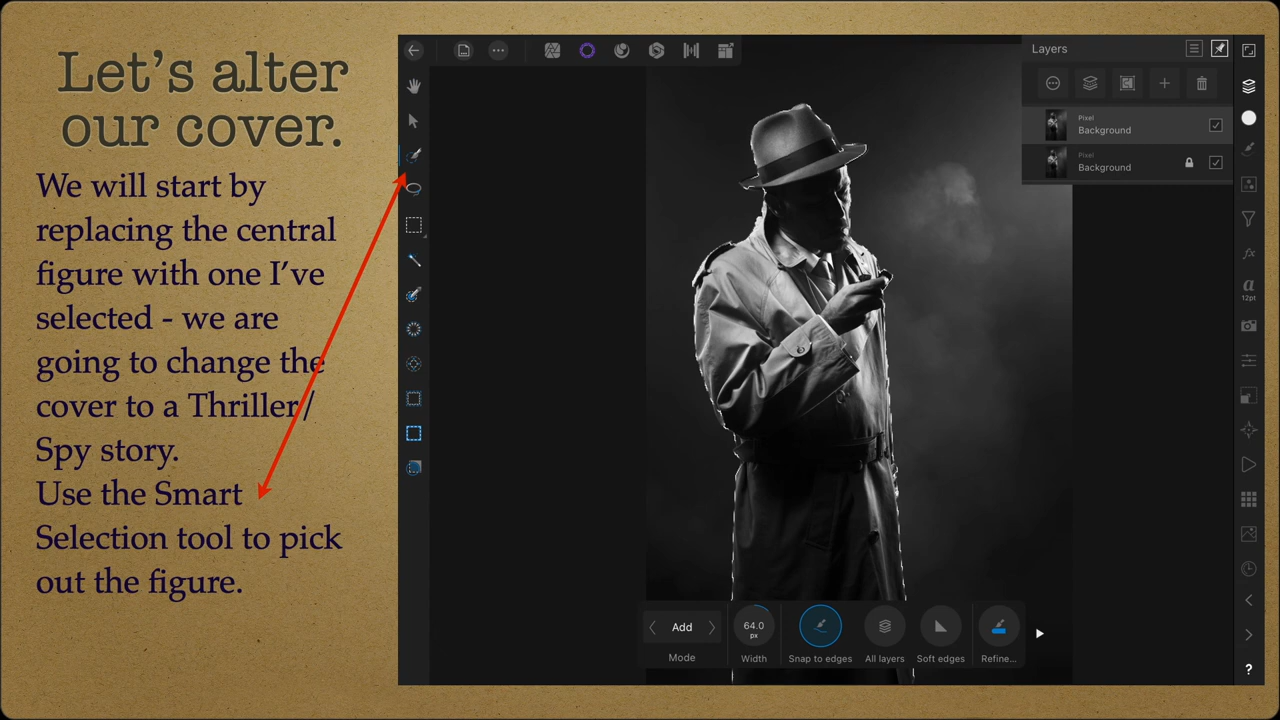 Let's alter
our cover.
We will start by
replacing the central
figure with one I've
selected - we are
going to change the
cover to a Thriller/
Spy story.
Use the Smart
Selection tool to pick
out the figure.
Layers
Pixel
Background
Pixel
Background
a
12pt
fx
Add
Mode
64.0
px
Width
Snap to edges
All layers
Soft edges
Refine...
?